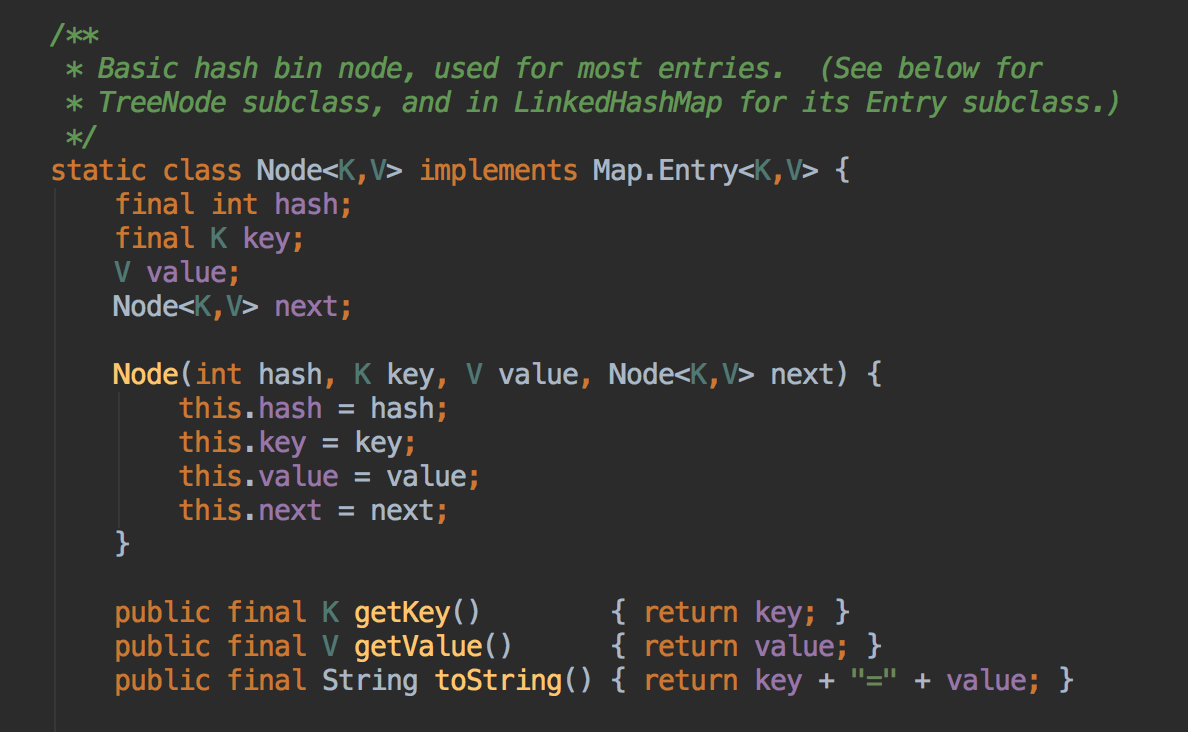 /**
 * Basic hash bin node, used for most entries.  (See below for
 * TreeNode subclass, and in LinkedHashMap for its Entry subclass.)
 */
static class Node<K,V> implements Map.Entry<K,V> {
    final int hash;
    final K key;
    V value;
    Node<K,V> next;

    Node(int hash, K key, V value, Node<K,V> next) {
        this.hash = hash;
        this.key = key;
        this.value = value;
        this.next = next;
    }

    public final K getKey()        { return key; }
    public final V getValue()      { return value; }
    public final String toString() { return key + "=" + value; }